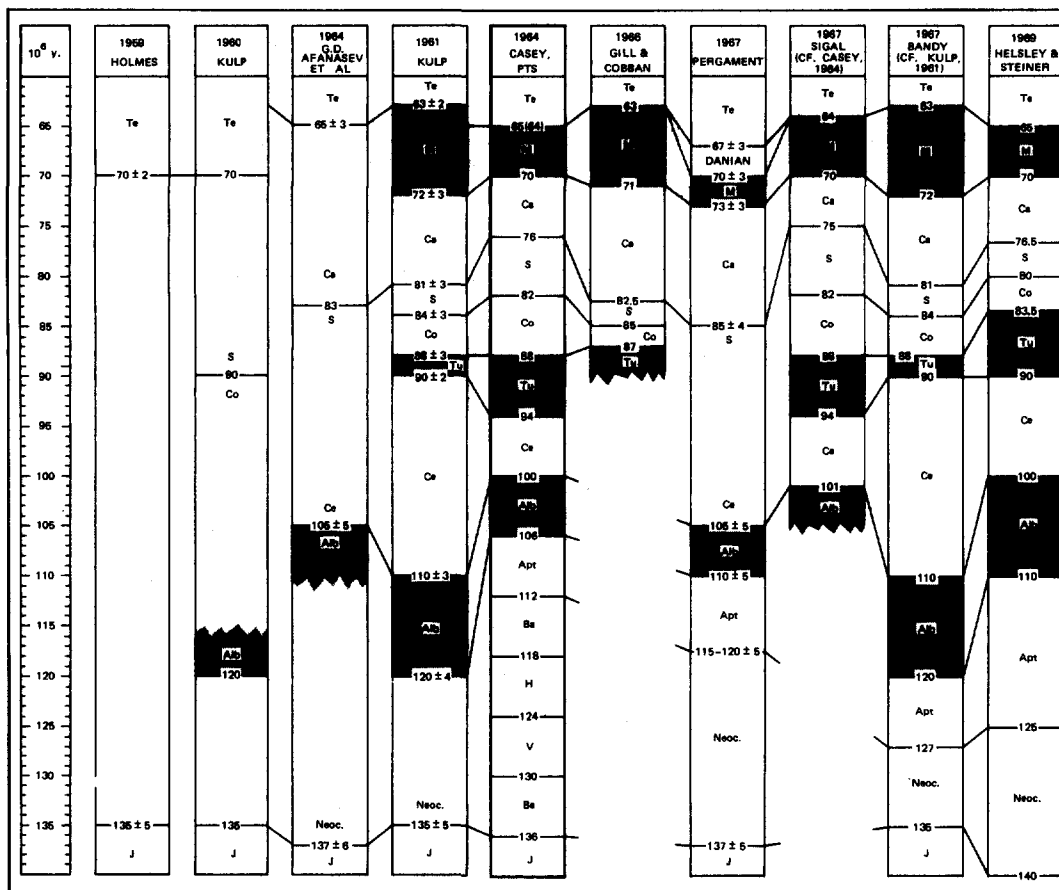 10⁶ y.
65
70
75
80
85
90
95
100
105
110
115
120
125
130
135
1959
HOLMES
Te
70 ± 2
135 ± 5
J
1960
KULP
Te
70
S
90
Co
Alb
120
135
J
1964
G.D.
AFANASEV
ET AL
Te
65 ± 3
Ca
83
S
Ce
105 ± 5
Alb
Neoc.
137 ± 6
J
1961
KULP
Te
63 ± 2
72 ± 3
Ca
81 ± 3
S
84 ± 3
Co
88 ± 3
Tu
90 ± 2
Ce
110 ± 3
Alb
120 ± 4
Neoc.
135 ± 5
J
1964
CASEY,
PTS
Te
65(64)
M
70
Ca
76
S
82
Co
88
Tu
94
Ce
100
Alb
106
Apt
112
Ba
118
H
124
V
130
Be
136
J
1966
GILL &
COBBAN
Te
63
M
71
Ca
82.5
S
85
Co
87
Tu
1967
PERGAMENT
Te
67 ± 3
DANIAN
70 ± 3
M
73 ± 3
Ca
85 ± 4
S
Ce
105 ± 5
Alb
110 ± 5
Apt
115–120 ± 5
Neoc.
137 ± 5
J
1967
SIGAL
(CF. CASEY,
1964)
Te
64
M
70
Ca
75
S
82
Co
88
Tu
94
Ce
101
Alb
1967
BANDY
(CF. KULP,
1961)
Te
63
M
72
Ca
81
S
84
Co
88
Tu
90
Ce
110
Alb
120
Apt
127
Neoc.
135
J
1969
HELSLEY &
STEINER
Te
65
M
70
Ca
76.5
S
80
Co
83.5
Tu
90
Ce
100
Alb
110
Apt
125
Neoc.
140